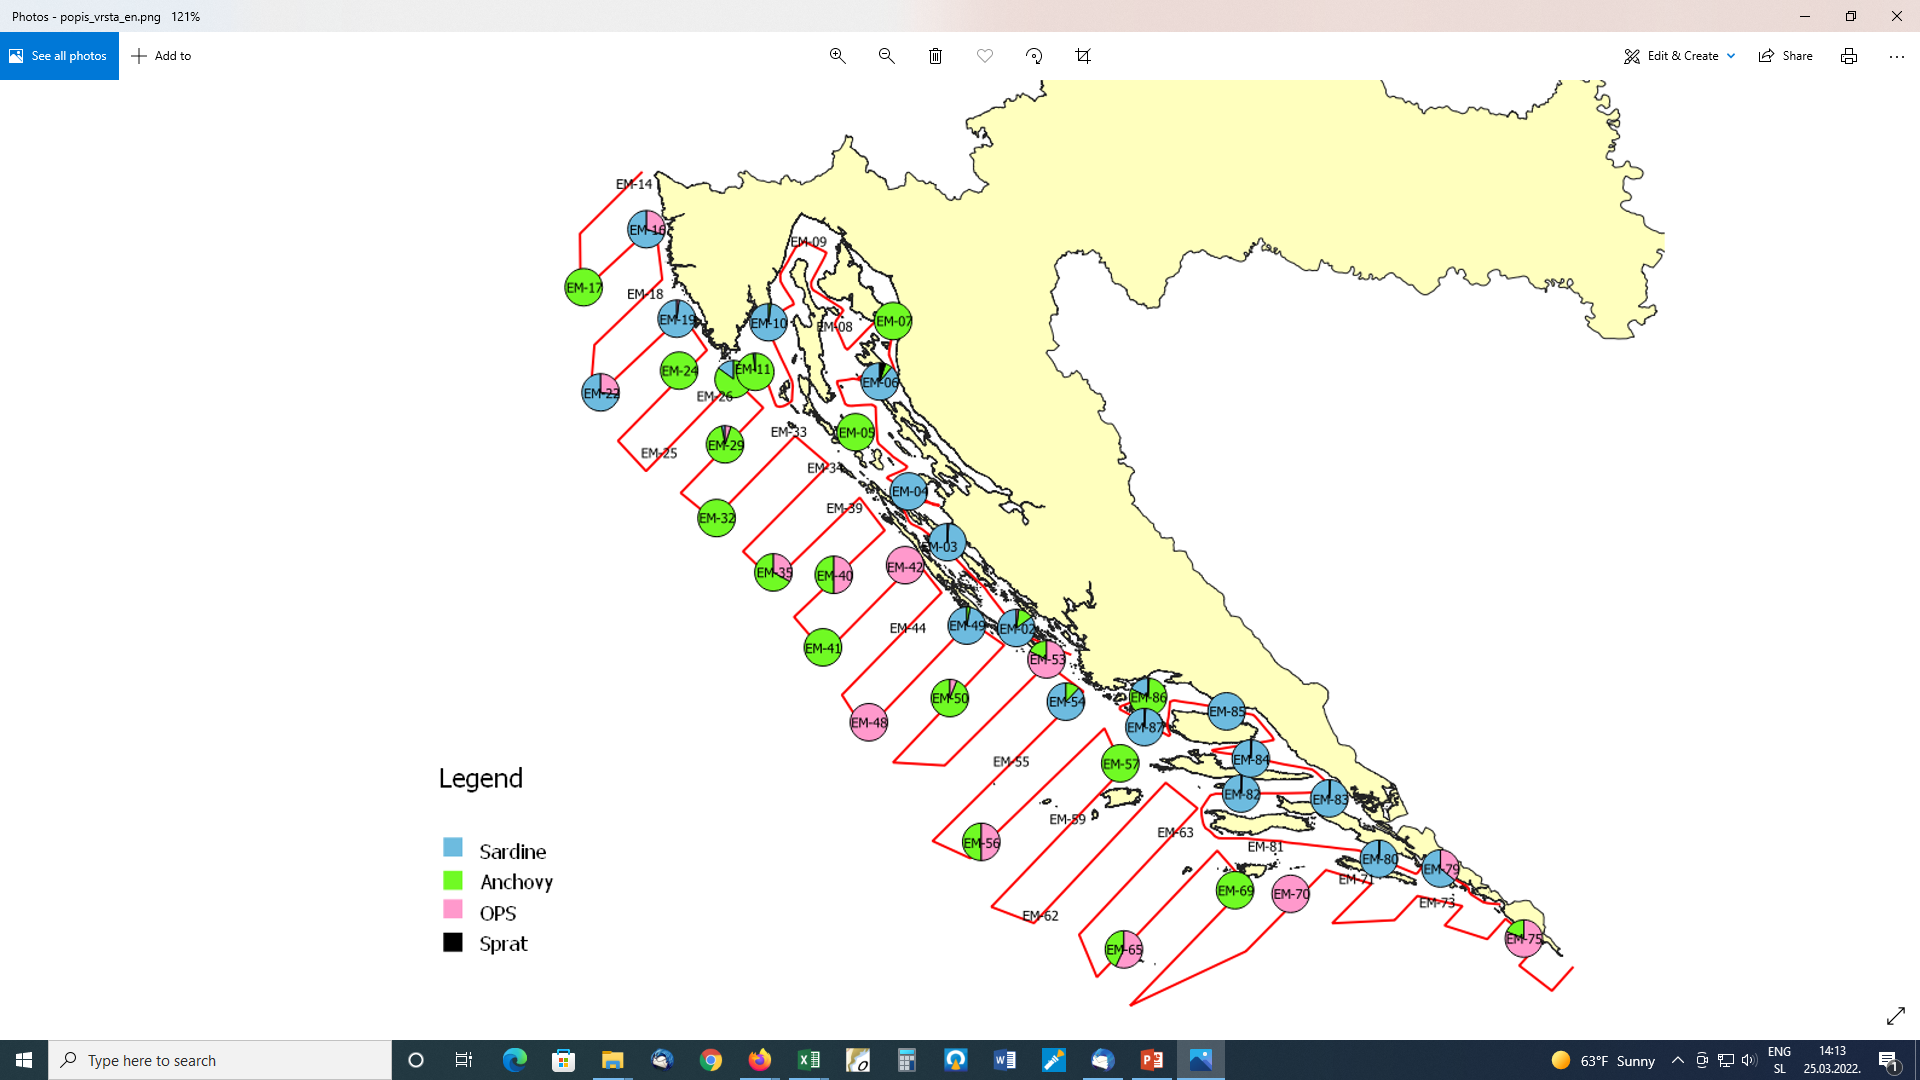 Photos - popis_vrsta_en.png 121%
See all photos
Add to
Edit & Create
Share
EM-14
EM-16
EM-09
EM-17
EM-18
EM-19
EM-10
EM-08
EM-07
EM-24
EM-11
EM-06
EM-22
EM-26
EM-33
EM-05
EM-29
EM-25
EM-34
EM-04
EM-39
EM-32
EM-03
EM-42
EM-35
EM-40
EM-49
EM-02
EM-44
EM-41
EM-53
EM-50
EM-54
EM-86
EM-85
EM-48
EM-87
EM-55
EM-57
EM-84
EM-82
EM-83
EM-59
EM-63
EM-56
EM-81
EM-80
EM-79
EM-71
EM-69
EM-70
EM-73
EM-62
EM-75
EM-65
Legend
Sardine
Anchovy
OPS
Sprat
Type here to search
63°F Sunny
ENG
SL
14:13
25.03.2022.
1